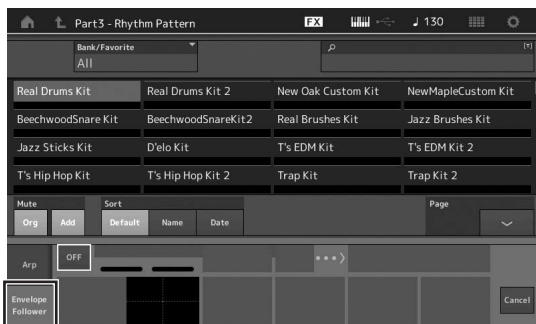 Part3 - Rhythm Pattern FX ♩ 130
Bank/Favorite
All
Real Drums Kit Real Drums Kit 2 New Oak Custom Kit NewMapleCustom Kit
BeechwoodSnare Kit BeechwoodSnareKit2 Real Brushes Kit Jazz Brushes Kit
Jazz Sticks Kit D'elo Kit T's EDM Kit T's EDM Kit 2
T's Hip Hop Kit T's Hip Hop Kit 2 Trap Kit Trap Kit 2
Mute Sort Page
Org Add Default Name Date
Arp OFF
Envelope
Follower
Cancel